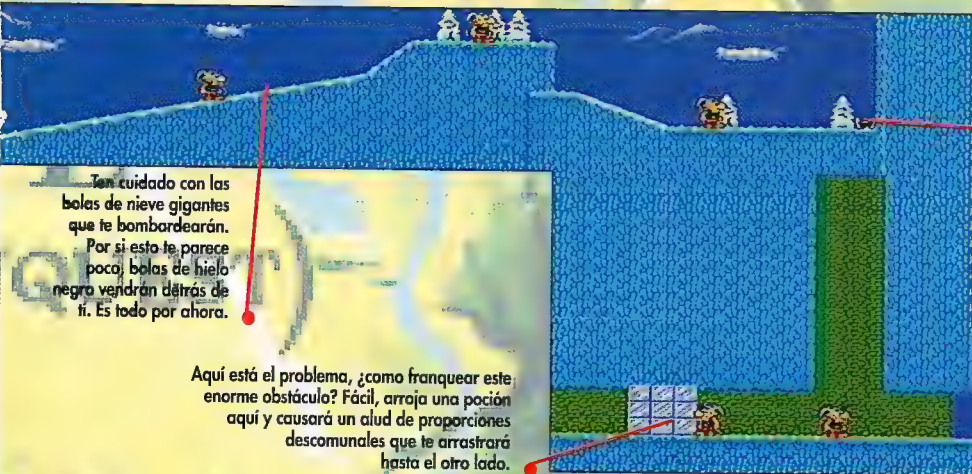 Ten cuidado con las
bolas de nieve gigantes
que te bombardearán.
Por si esto te parece
poco, bolas de hielo
negro vendrán detrás de
ti. Es todo por ahora.
Aquí está el problema, ¿como franquear este
enorme obstáculo? Fácil, arroja una poción
aquí y causará un alud de proporciones
descomunales que te arrastrará
hasta el otro lado.
QUEST